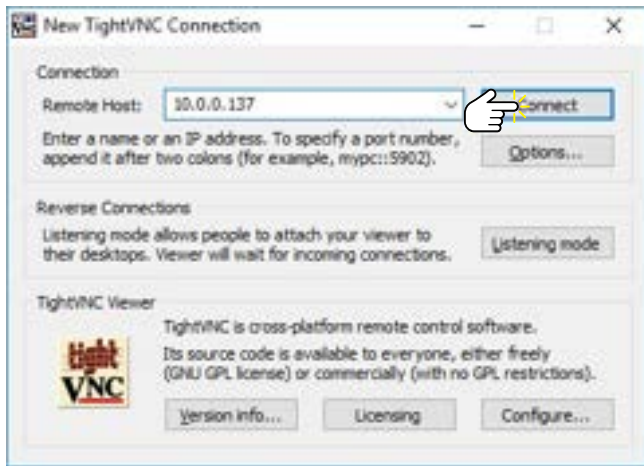 New TightVNC Connection
Connection
Remote Host: 10.0.0.137 Connect
Enter a name or an IP address. To specify a port number,
append it after two colons (for example, mypc::5902).
Options...
Reverse Connections
Listening mode allows people to attach your viewer to
their desktops. Viewer will wait for incoming connections.
Listening mode
TightVNC Viewer
tight
VNC
TightVNC is cross-platform remote control software.
Its source code is available to everyone, either freely
(GNU GPL license) or commercially (with no GPL restrictions).
Version info... Licensing Configure...